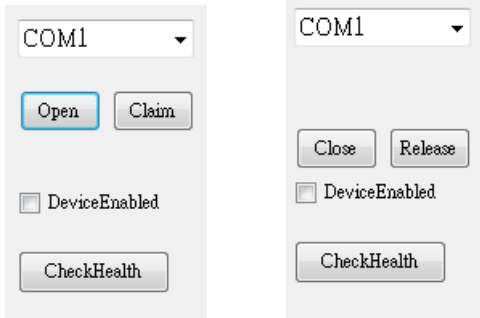 COM1
Open Claim
DeviceEnabled
CheckHealth
COM1
Close Release
DeviceEnabled
CheckHealth